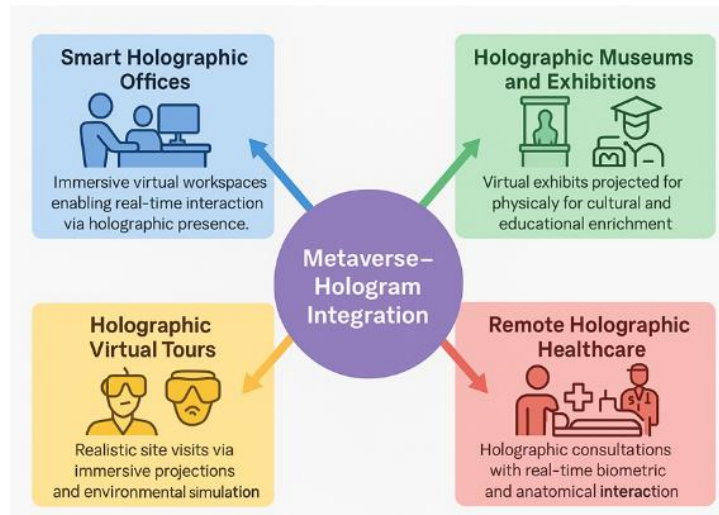 Smart Holographic
Offices
Immersive virtual workspaces
enabling real-time interaction
via holographic presence.
Holographic Museums
and Exhibitions
Virtual exhibits projected for
physicaly for cultural and
educational enrichment
Metaverse–
Hologram
Integration
Holographic
Virtual Tours
Realistic site visits via
immersive projections
and environmental simulation
Remote Holographic
Healthcare
Holographic consultations
with real-time biometric
and anatomical interaction